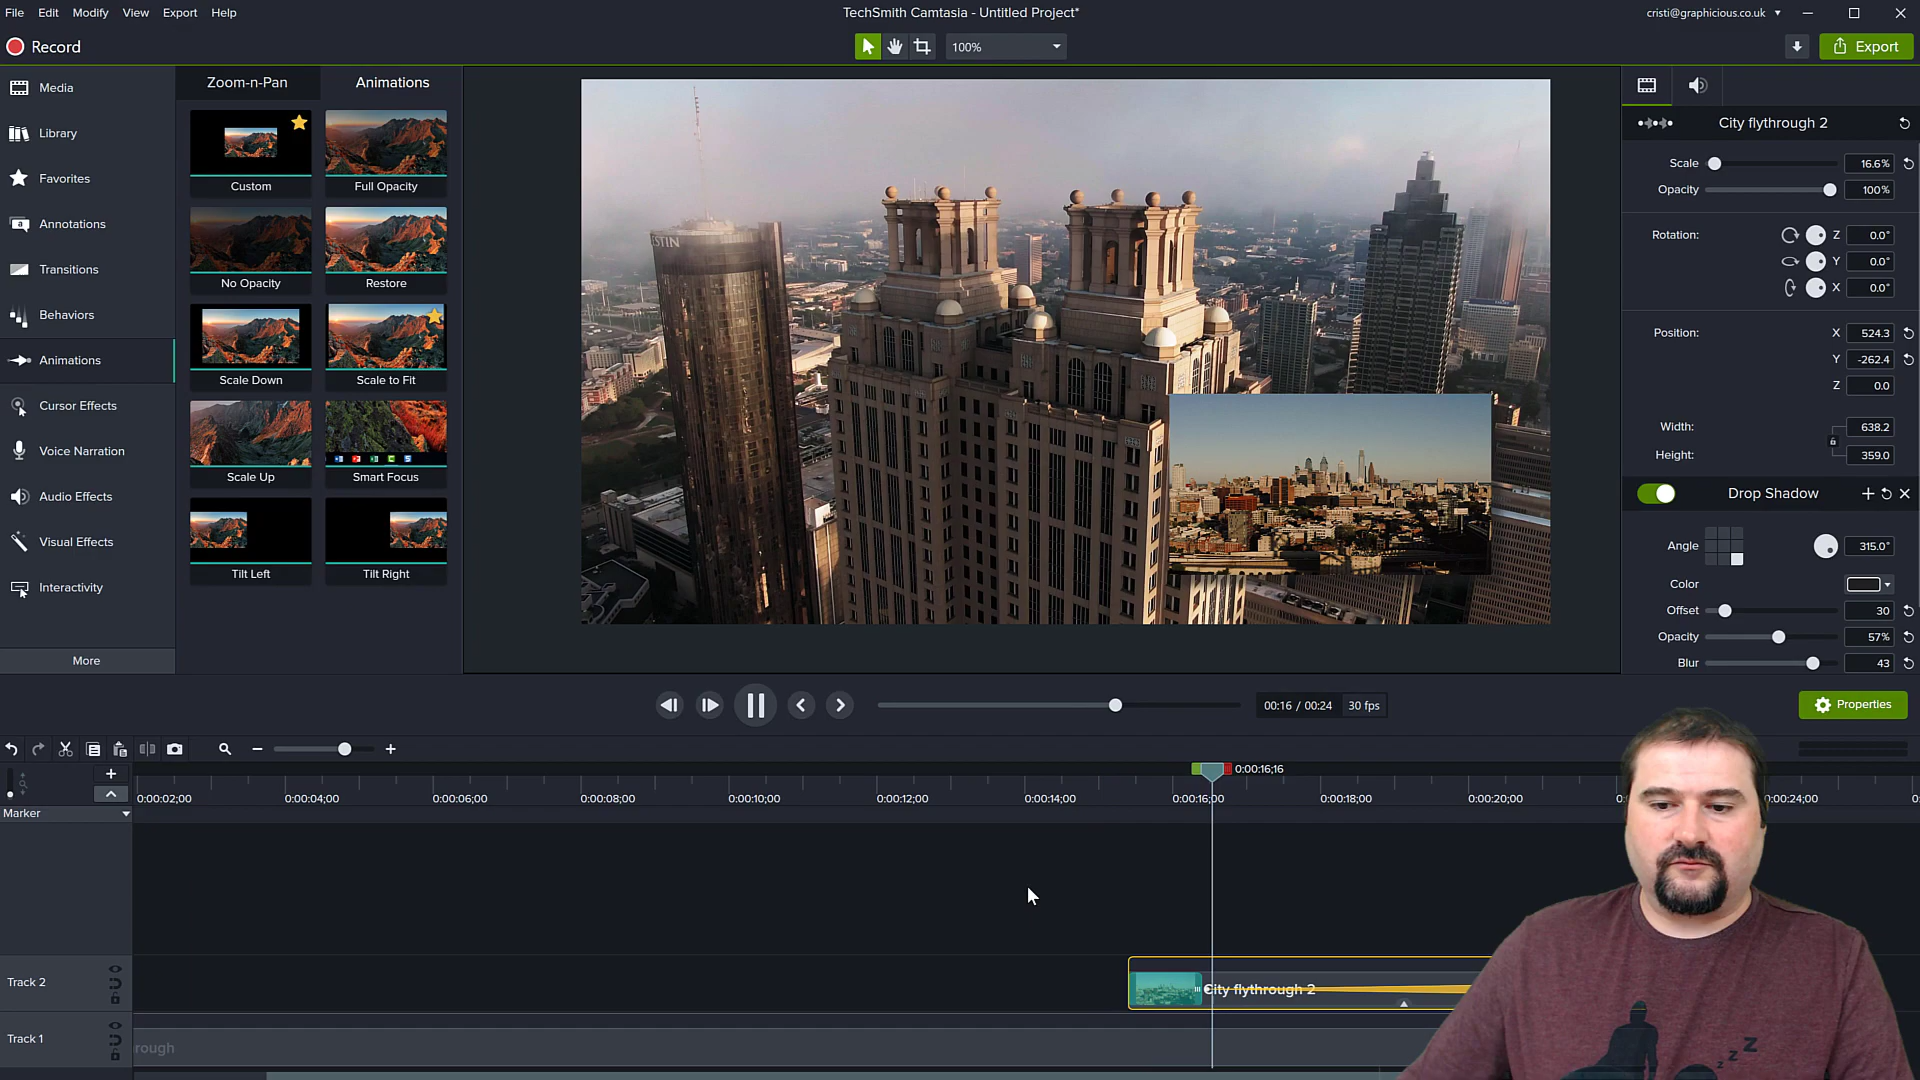 File Edit Modify View Export Help
TechSmith Camtasia - Untitled Project*
cristi@graphicious.co.uk
Record
100%
Export
Media
Library
Favorites
Annotations
Transitions
Behaviors
Animations
Cursor Effects
Voice Narration
Audio Effects
Visual Effects
Interactivity
More
Zoom-n-Pan Animations
Custom Full Opacity
No Opacity Restore
Scale Down Scale to Fit
Scale Up Smart Focus
Tilt Left Tilt Right
STIN
City flythrough 2
Scale 16.6%
Opacity 100%
Rotation: Z 0.0°
Y 0.0°
X 0.0°
Position: X 524.3
Y -262.4
Z 0.0
Width: 638.2
Height: 359.0
Drop Shadow
Angle 315.0°
Color
Offset 30
Opacity 57%
Blur 43
00:16 / 00:24 30 fps
Properties
0:00:16;16
0:00:02;00 0:00:04;00 0:00:06;00 0:00:08;00 0:00:10;00 0:00:12;00 0:00:14;00 0:00:16;00 0:00:18;00 0:00:20;00 0:00:24;00
Marker
Track 2
City flythrough 2
Track 1
rough
z z Z